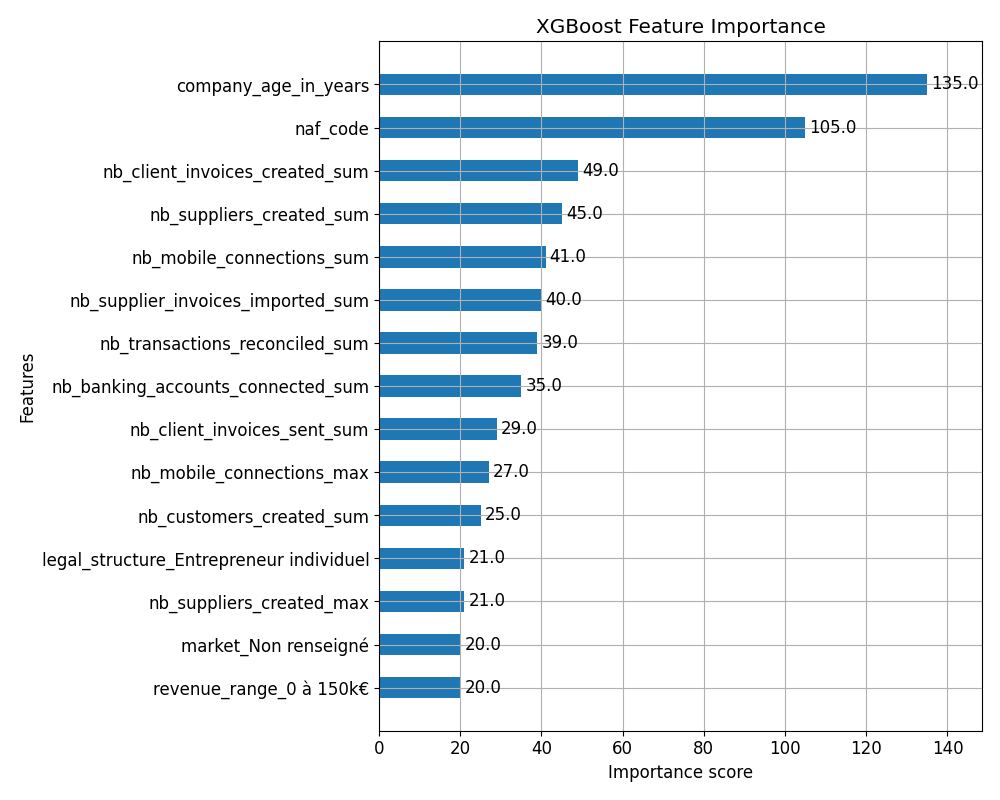 XGBoost Feature Importance
company_age_in_years 135.0
naf_code 105.0
nb_client_invoices_created_sum 49.0
nb_suppliers_created_sum 45.0
nb_mobile_connections_sum 41.0
nb_supplier_invoices_imported_sum 40.0
nb_transactions_reconciled_sum 39.0
nb_banking_accounts_connected_sum 35.0
nb_client_invoices_sent_sum 29.0
nb_mobile_connections_max 27.0
nb_customers_created_sum 25.0
legal_structure_Entrepreneur individuel 21.0
nb_suppliers_created_max 21.0
market_Non renseigné 20.0
revenue_range_0 à 150k€ 20.0
Features
0 20 40 60 80 100 120 140
Importance score